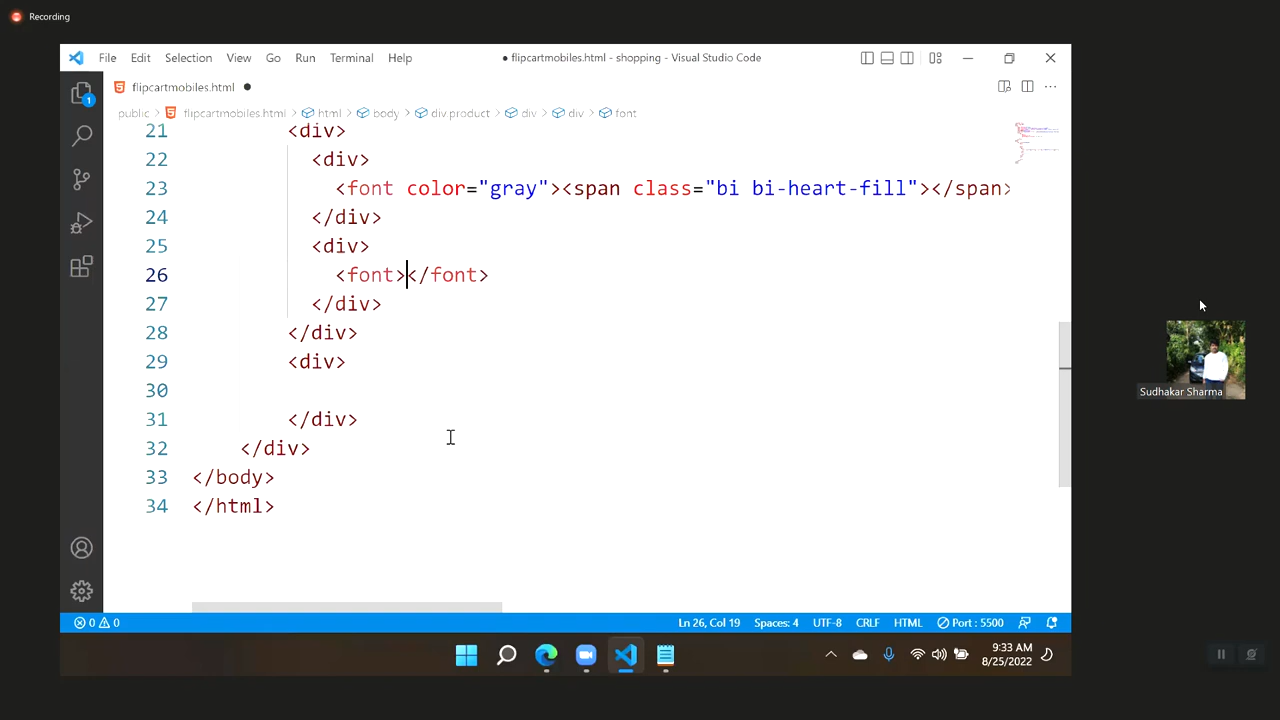 Recording
File Edit Selection View Go Run Terminal Help
● flipcartmobiles.html - shopping - Visual Studio Code
flipcartmobiles.html ●
public > flipcartmobiles.html > html > body > div.product > div > div > font
1
21 <div>
22 <div>
23 <font color="gray"><span class="bi bi-heart-fill"></span>
24 </div>
25 <div>
26 <font></font>
27 </div>
28 </div>
29 <div>
30
31 </div>
32 </div>
33 </body>
34 </html>
Sudhakar Sharma
0 0 Ln 26, Col 19 Spaces: 4 UTF-8 CRLF HTML Port : 5500
9:33 AM
8/25/2022